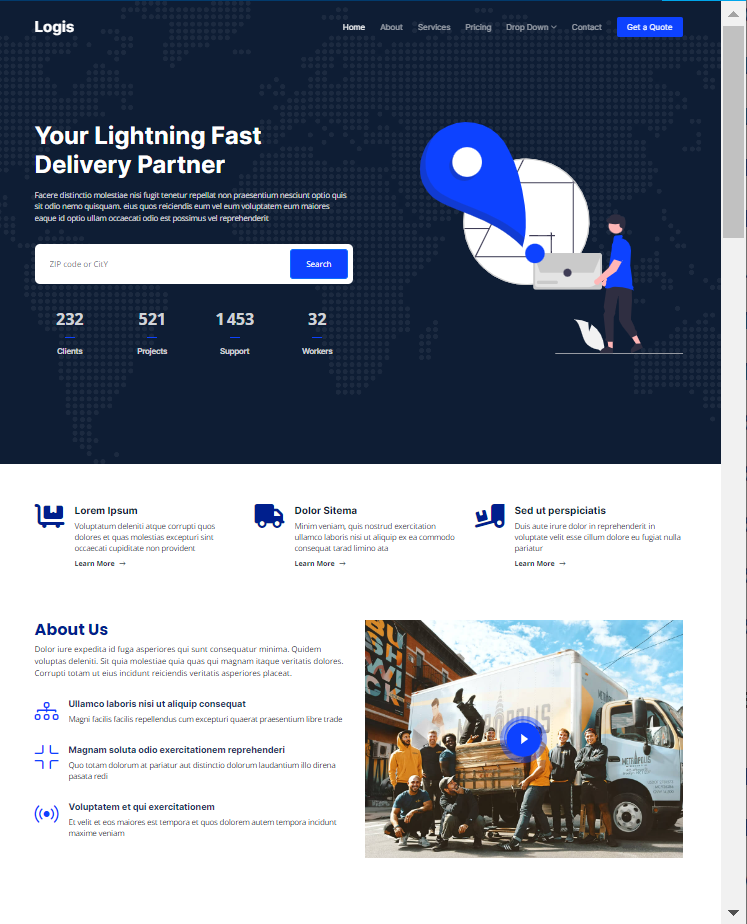 Logis
Home About Services Pricing Drop Down Contact Get a Quote
Your Lightning Fast
Delivery Partner
Facere distinctio molestiae nisi fugit tenetur repellat non praesentium nesciunt optio quis
sit odio nemo quisquam. eius quos reiciendis eum vel eum voluptatem eum maiores
eaque id optio ullam occaecati odio est possimus vel reprehenderit
ZIP code or CitY Search
232 521 1453 32
Clients Projects Support Workers
Lorem Ipsum
Voluptatum deleniti atque corrupti quos
dolores et quas molestias excepturi sint
occaecati cupiditate non provident
Learn More →
Dolor Sitema
Minim veniam, quis nostrud exercitation
ullamco laboris nisi ut aliquip ex ea commodo
consequat tarad limino ata
Learn More →
Sed ut perspiciatis
Duis aute irure dolor in reprehenderit in
voluptate velit esse cillum dolore eu fugiat nulla
pariatur
Learn More →
About Us
Dolor iure expedita id fuga asperiores qui sunt consequatur minima. Quidem
voluptas deleniti. Sit quia molestiae quia quas qui magnam itaque veritatis dolores.
Corrupti totam ut eius incidunt reiciendis veritatis asperiores placeat.
Ullamco laboris nisi ut aliquip consequat
Magni facilis facilis repellendus cum excepturi quaerat praesentium libre trade
Magnam soluta odio exercitationem reprehenderi
Quo totam dolorum at pariatur aut distinctio dolorum laudantium illo direna
pasata redi
Voluptatem et qui exercitationem
Et velit et eos maiores est tempora et quos dolorem autem tempora incidunt
maxime veniam
BU
SH
W
ICK
METROPOLIS
METROPOLIS